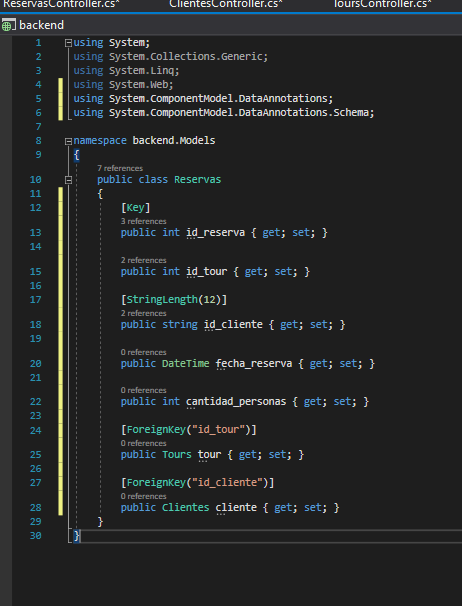 ReservasController.cs* ClientesController.cs* ToursController.cs*
backend
1 using System;
2 using System.Collections.Generic;
3 using System.Linq;
4 using System.Web;
5 using System.ComponentModel.DataAnnotations;
6 using System.ComponentModel.DataAnnotations.Schema;
7
8 namespace backend.Models
9 {
7 references
10 public class Reservas
11 {
12 [Key]
3 references
13 public int id_reserva { get; set; }
14
2 references
15 public int id_tour { get; set; }
16
17 [StringLength(12)]
2 references
18 public string id_cliente { get; set; }
19
0 references
20 public DateTime fecha_reserva { get; set; }
21
0 references
22 public int cantidad_personas { get; set; }
23
24 [ForeignKey("id_tour")]
0 references
25 public Tours tour { get; set; }
26
27 [ForeignKey("id_cliente")]
0 references
28 public Clientes cliente { get; set; }
29 }
30 }